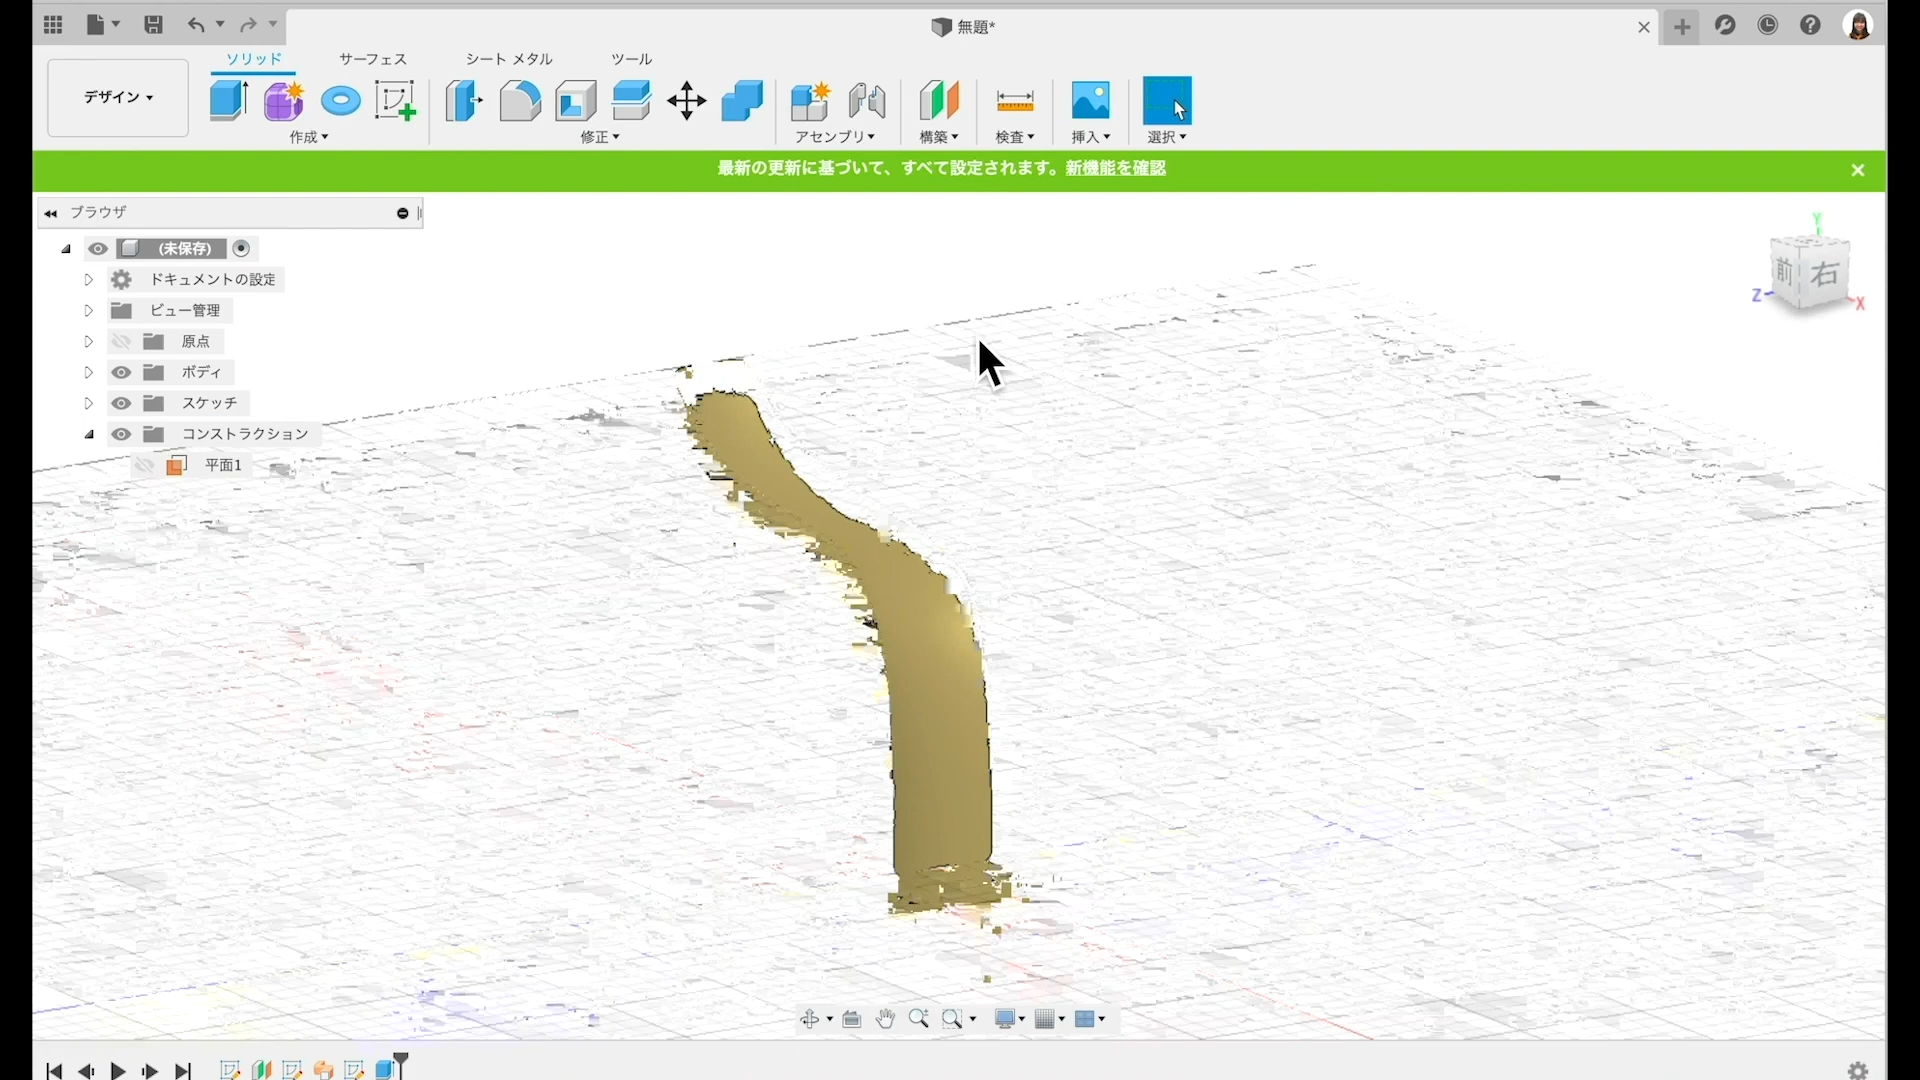 無題*
ソリッド
サーフェス
シート メタル
ツール
デザイン
作成
修正
アセンブリ
構築
検査
挿入
選択
最新の更新に基づいて、すべて設定されます。新機能を確認
ブラウザ
(未保存)
ドキュメントの設定
ビュー管理
原点
ボディ
スケッチ
コンストラクション
平面1
Y
前
右
Z
X